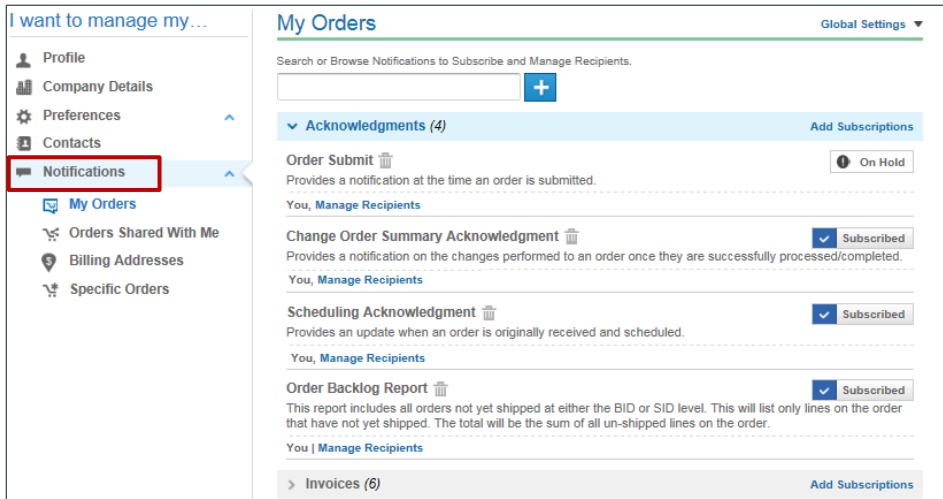 I want to manage my...
Profile
Company Details
Preferences
Contacts
Notifications
My Orders
Orders Shared With Me
Billing Addresses
Specific Orders
My Orders
Global Settings
Search or Browse Notifications to Subscribe and Manage Recipients.
Acknowledgments (4)
Add Subscriptions
Order Submit
On Hold
Provides a notification at the time an order is submitted.
You, Manage Recipients
Change Order Summary Acknowledgment
Subscribed
Provides a notification on the changes performed to an order once they are successfully processed/completed.
You, Manage Recipients
Scheduling Acknowledgment
Subscribed
Provides an update when an order is originally received and scheduled.
You, Manage Recipients
Order Backlog Report
Subscribed
This report includes all orders not yet shipped at either the BID or SID level. This will list only lines on the order
that have not yet shipped. The total will be the sum of all un-shipped lines on the order.
You | Manage Recipients
Invoices (6)
Add Subscriptions